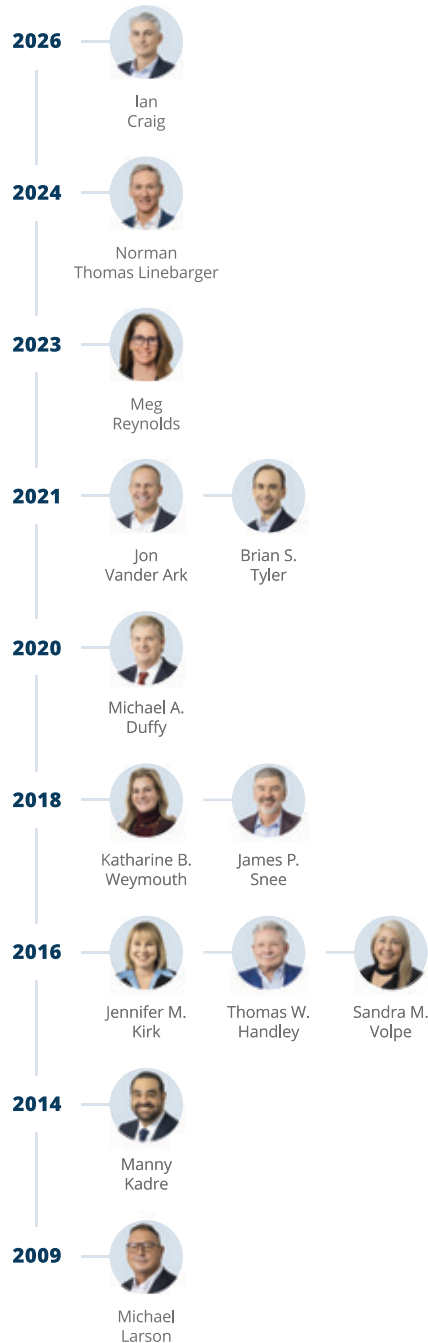 2026
Ian
Craig
2024
Norman
Thomas Linebarger
2023
Meg
Reynolds
2021
Jon
Vander Ark
Brian S.
Tyler
2020
Michael A.
Duffy
2018
Katharine B.
Weymouth
James P.
Snee
2016
Jennifer M.
Kirk
Thomas W.
Handley
Sandra M.
Volpe
2014
Manny
Kadre
2009
Michael
Larson